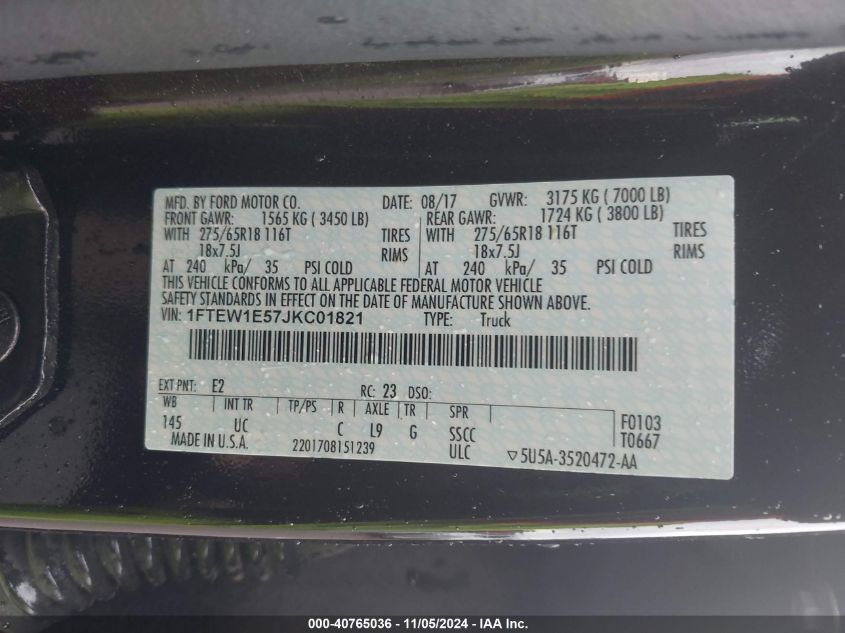 MFD. BY FORD MOTOR CO. DATE: 08/17 GVWR: 3175 KG ( 7000 LB)
FRONT GAWR: 1565 KG ( 3450 LB) REAR GAWR: 1724 KG ( 3800 LB)
WITH 275/65R18 116T TIRES WITH 275/65R18 116T TIRES
18x7.5J RIMS 18x7.5J RIMS
AT 240 kPa/ 35 PSI COLD AT 240 kPa/ 35 PSI COLD
THIS VEHICLE CONFORMS TO ALL APPLICABLE FEDERAL MOTOR VEHICLE
SAFETY STANDARDS IN EFFECT ON THE DATE OF MANUFACTURE SHOWN ABOVE.
VIN: 1FTEW1E57JKC01821 TYPE: Truck
EXT PNT: E2 RC: 23 DSO:
WB INT TR TP/PS R AXLE TR SPR
145 UC C L9 G SSCC F0103
MADE IN U.S.A. 2201708151239 ULC ▽5U5A-3520472-AA T0667
000-40765036 - 11/05/2024 - IAA Inc.